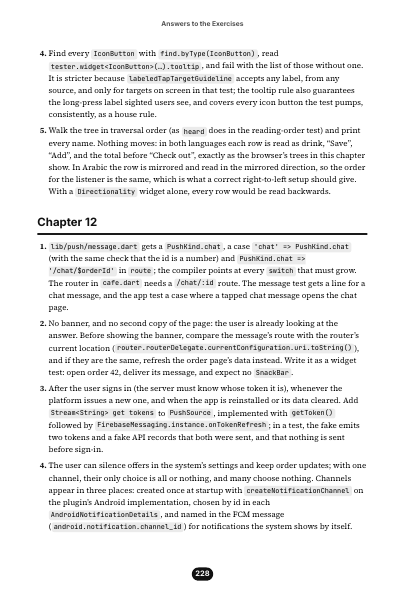 Answers to the Exercises
4. Find every IconButton with find.byType(IconButton), read
tester.widget<IconButton>(…).tooltip, and fail with the list of those without one.
It is stricter because labeledTapTargetGuideline accepts any label, from any
source, and only for targets on screen in that test; the tooltip rule also guarantees
the long-press label sighted users see, and covers every icon button the test pumps,
consistently, as a house rule.
5. Walk the tree in traversal order (as heard does in the reading-order test) and print
every name. Nothing moves: in both languages each row is read as drink, “Save”,
“Add”, and the total before “Check out”, exactly as the browser’s trees in this chapter
show. In Arabic the row is mirrored and read in the mirrored direction, so the order
for the listener is the same, which is what a correct right-to-left setup should give.
With a Directionality widget alone, every row would be read backwards.
Chapter 12
1. lib/push/message.dart gets a PushKind.chat, a case 'chat' => PushKind.chat
(with the same check that the id is a number) and PushKind.chat =>
'/chat/$orderId' in route; the compiler points at every switch that must grow.
The router in cafe.dart needs a /chat/:id route. The message test gets a line for a
chat message, and the app test a case where a tapped chat message opens the chat
page.
2. No banner, and no second copy of the page: the user is already looking at the
answer. Before showing the banner, compare the message’s route with the router’s
current location (router.routerDelegate.currentConfiguration.uri.toString()),
and if they are the same, refresh the order page’s data instead. Write it as a widget
test: open order 42, deliver its message, and expect no SnackBar.
3. After the user signs in (the server must know whose token it is), whenever the
platform issues a new one, and when the app is reinstalled or its data cleared. Add
Stream<String> get tokens to PushSource, implemented with getToken()
followed by FirebaseMessaging.instance.onTokenRefresh; in a test, the fake emits
two tokens and a fake API records that both were sent, and that nothing is sent
before sign-in.
4. The user can silence offers in the system’s settings and keep order updates; with one
channel, their only choice is all or nothing, and many choose nothing. Channels
appear in three places: created once at startup with createNotificationChannel on
the plugin’s Android implementation, chosen by id in each
AndroidNotificationDetails, and named in the FCM message
(android.notification.channel_id) for notifications the system shows by itself.
228